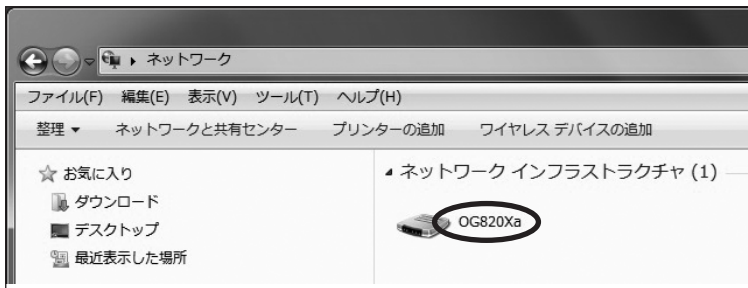 ネットワーク
ファイル(F) 編集(E) 表示(V) ツール(T) ヘルプ(H)
整理 ネットワークと共有センター プリンターの追加 ワイヤレス デバイスの追加
お気に入り
ダウンロード
デスクトップ
最近表示した場所
ネットワーク インフラストラクチャ (1)
OG820Xa